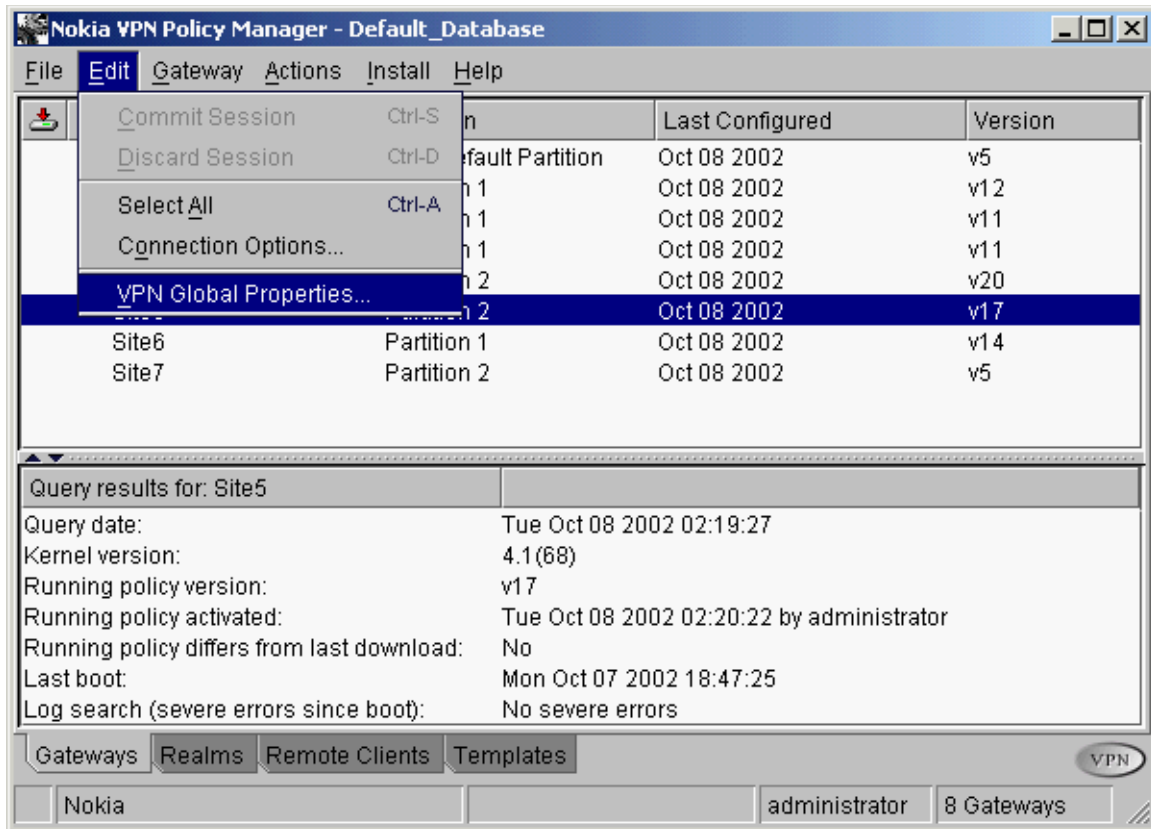 Nokia VPN Policy Manager - Default_Database
File Edit Gateway Actions Install Help
Commit Session Ctrl-S
Discard Session Ctrl-D
Select All Ctrl-A
Connection Options...
VPN Global Properties...
n Last Configured Version
fault Partition Oct 08 2002 v5
n 1 Oct 08 2002 v12
n 1 Oct 08 2002 v11
n 1 Oct 08 2002 v11
n 2 Oct 08 2002 v20
n 2 Oct 08 2002 v17
Site6 Partition 1 Oct 08 2002 v14
Site7 Partition 2 Oct 08 2002 v5
Query results for: Site5
Query date: Tue Oct 08 2002 02:19:27
Kernel version: 4.1(68)
Running policy version: v17
Running policy activated: Tue Oct 08 2002 02:20:22 by administrator
Running policy differs from last download: No
Last boot: Mon Oct 07 2002 18:47:25
Log search (severe errors since boot): No severe errors
Gateways Realms Remote Clients Templates VPN
Nokia administrator 8 Gateways